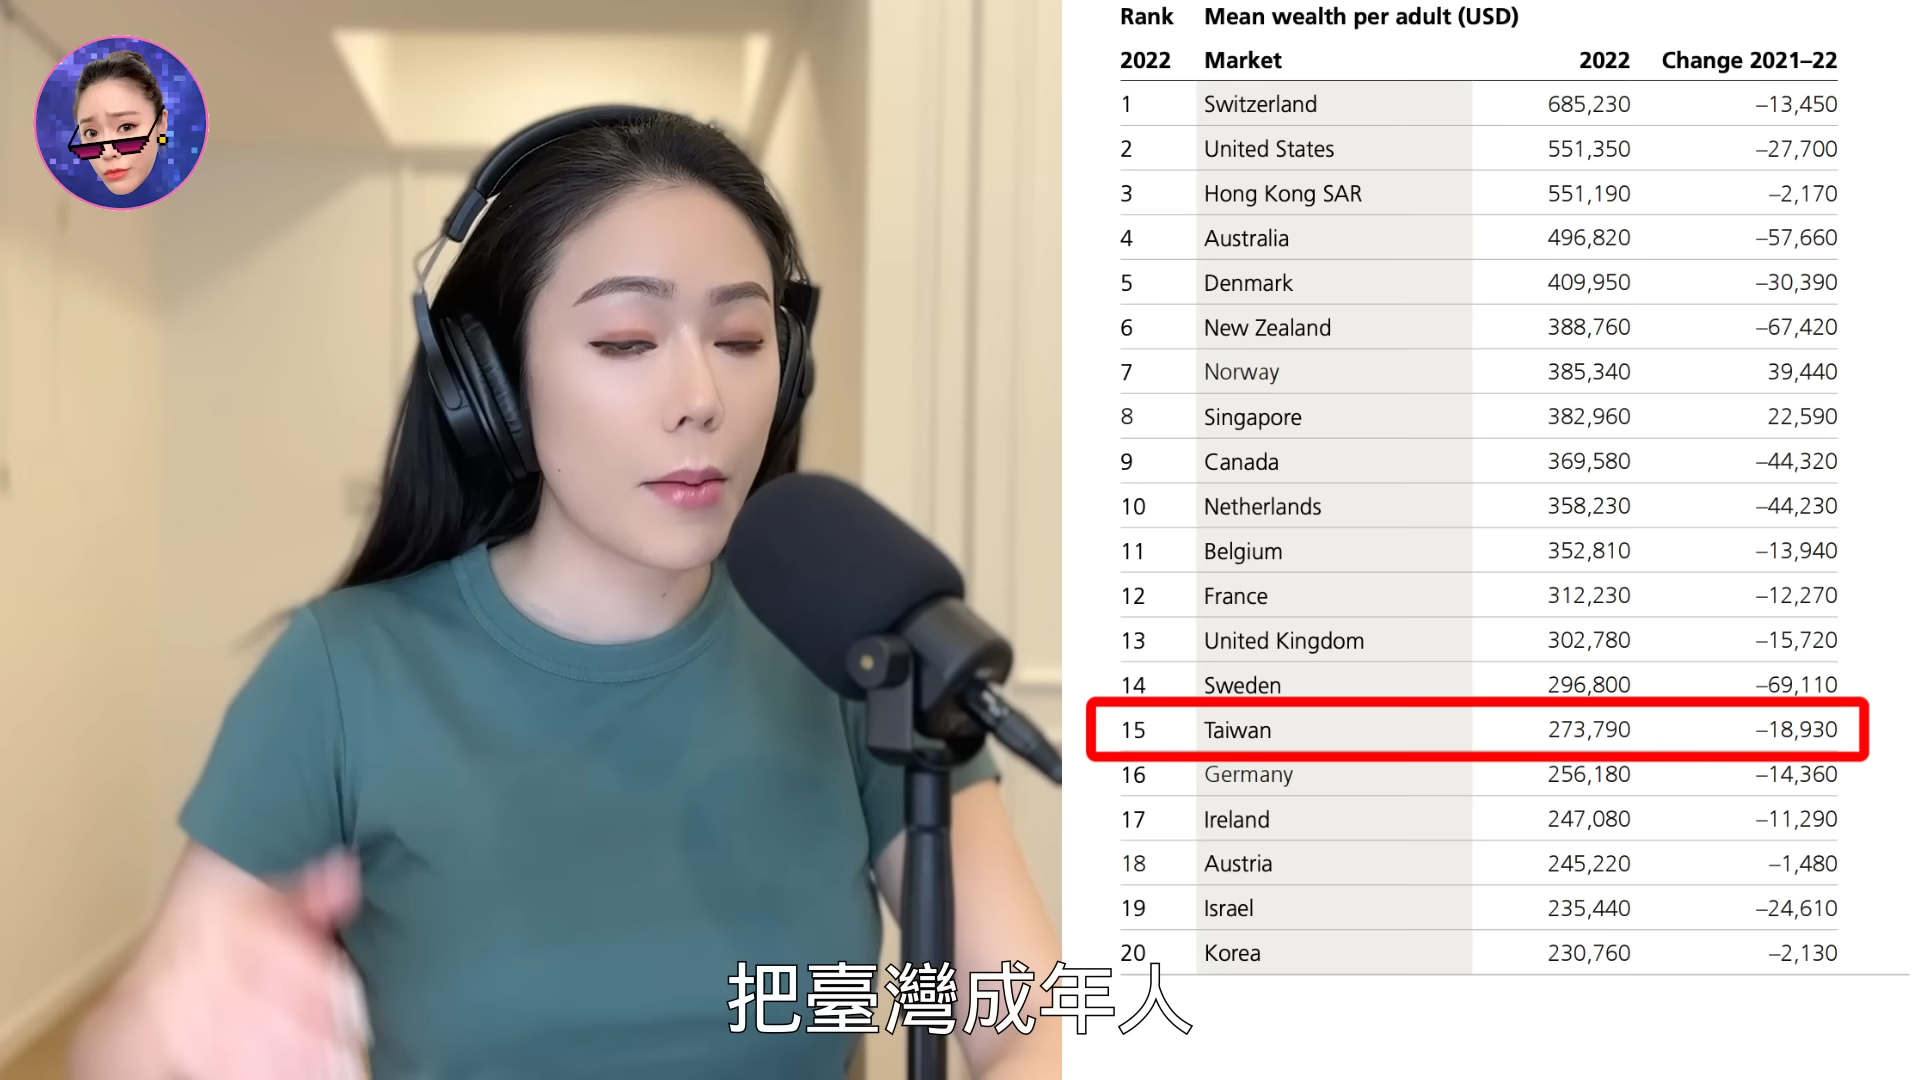 Rank Mean wealth per adult (USD)
2022 Market 2022 Change 2021–22
1 Switzerland 685,230 –13,450
2 United States 551,350 –27,700
3 Hong Kong SAR 551,190 –2,170
4 Australia 496,820 –57,660
5 Denmark 409,950 –30,390
6 New Zealand 388,760 –67,420
7 Norway 385,340 39,440
8 Singapore 382,960 22,590
9 Canada 369,580 –44,320
10 Netherlands 358,230 –44,230
11 Belgium 352,810 –13,940
12 France 312,230 –12,270
13 United Kingdom 302,780 –15,720
14 Sweden 296,800 –69,110
15 Taiwan 273,790 –18,930
16 Germany 256,180 –14,360
17 Ireland 247,080 –11,290
18 Austria 245,220 –1,480
19 Israel 235,440 –24,610
20 Korea 230,760 –2,130
把臺灣成年人